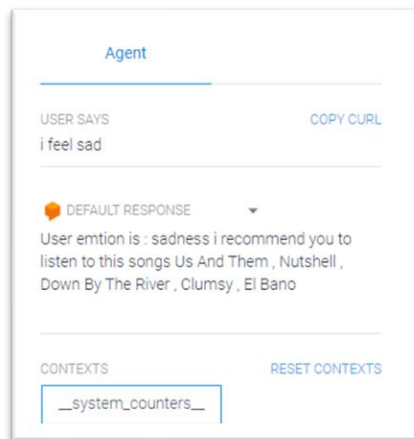 Agent
USER SAYS COPY CURL
i feel sad
DEFAULT RESPONSE
User emtion is : sadness i recommend you to
listen to this songs Us And Them , Nutshell ,
Down By The River , Clumsy , El Bano
CONTEXTS RESET CONTEXTS
__system_counters__